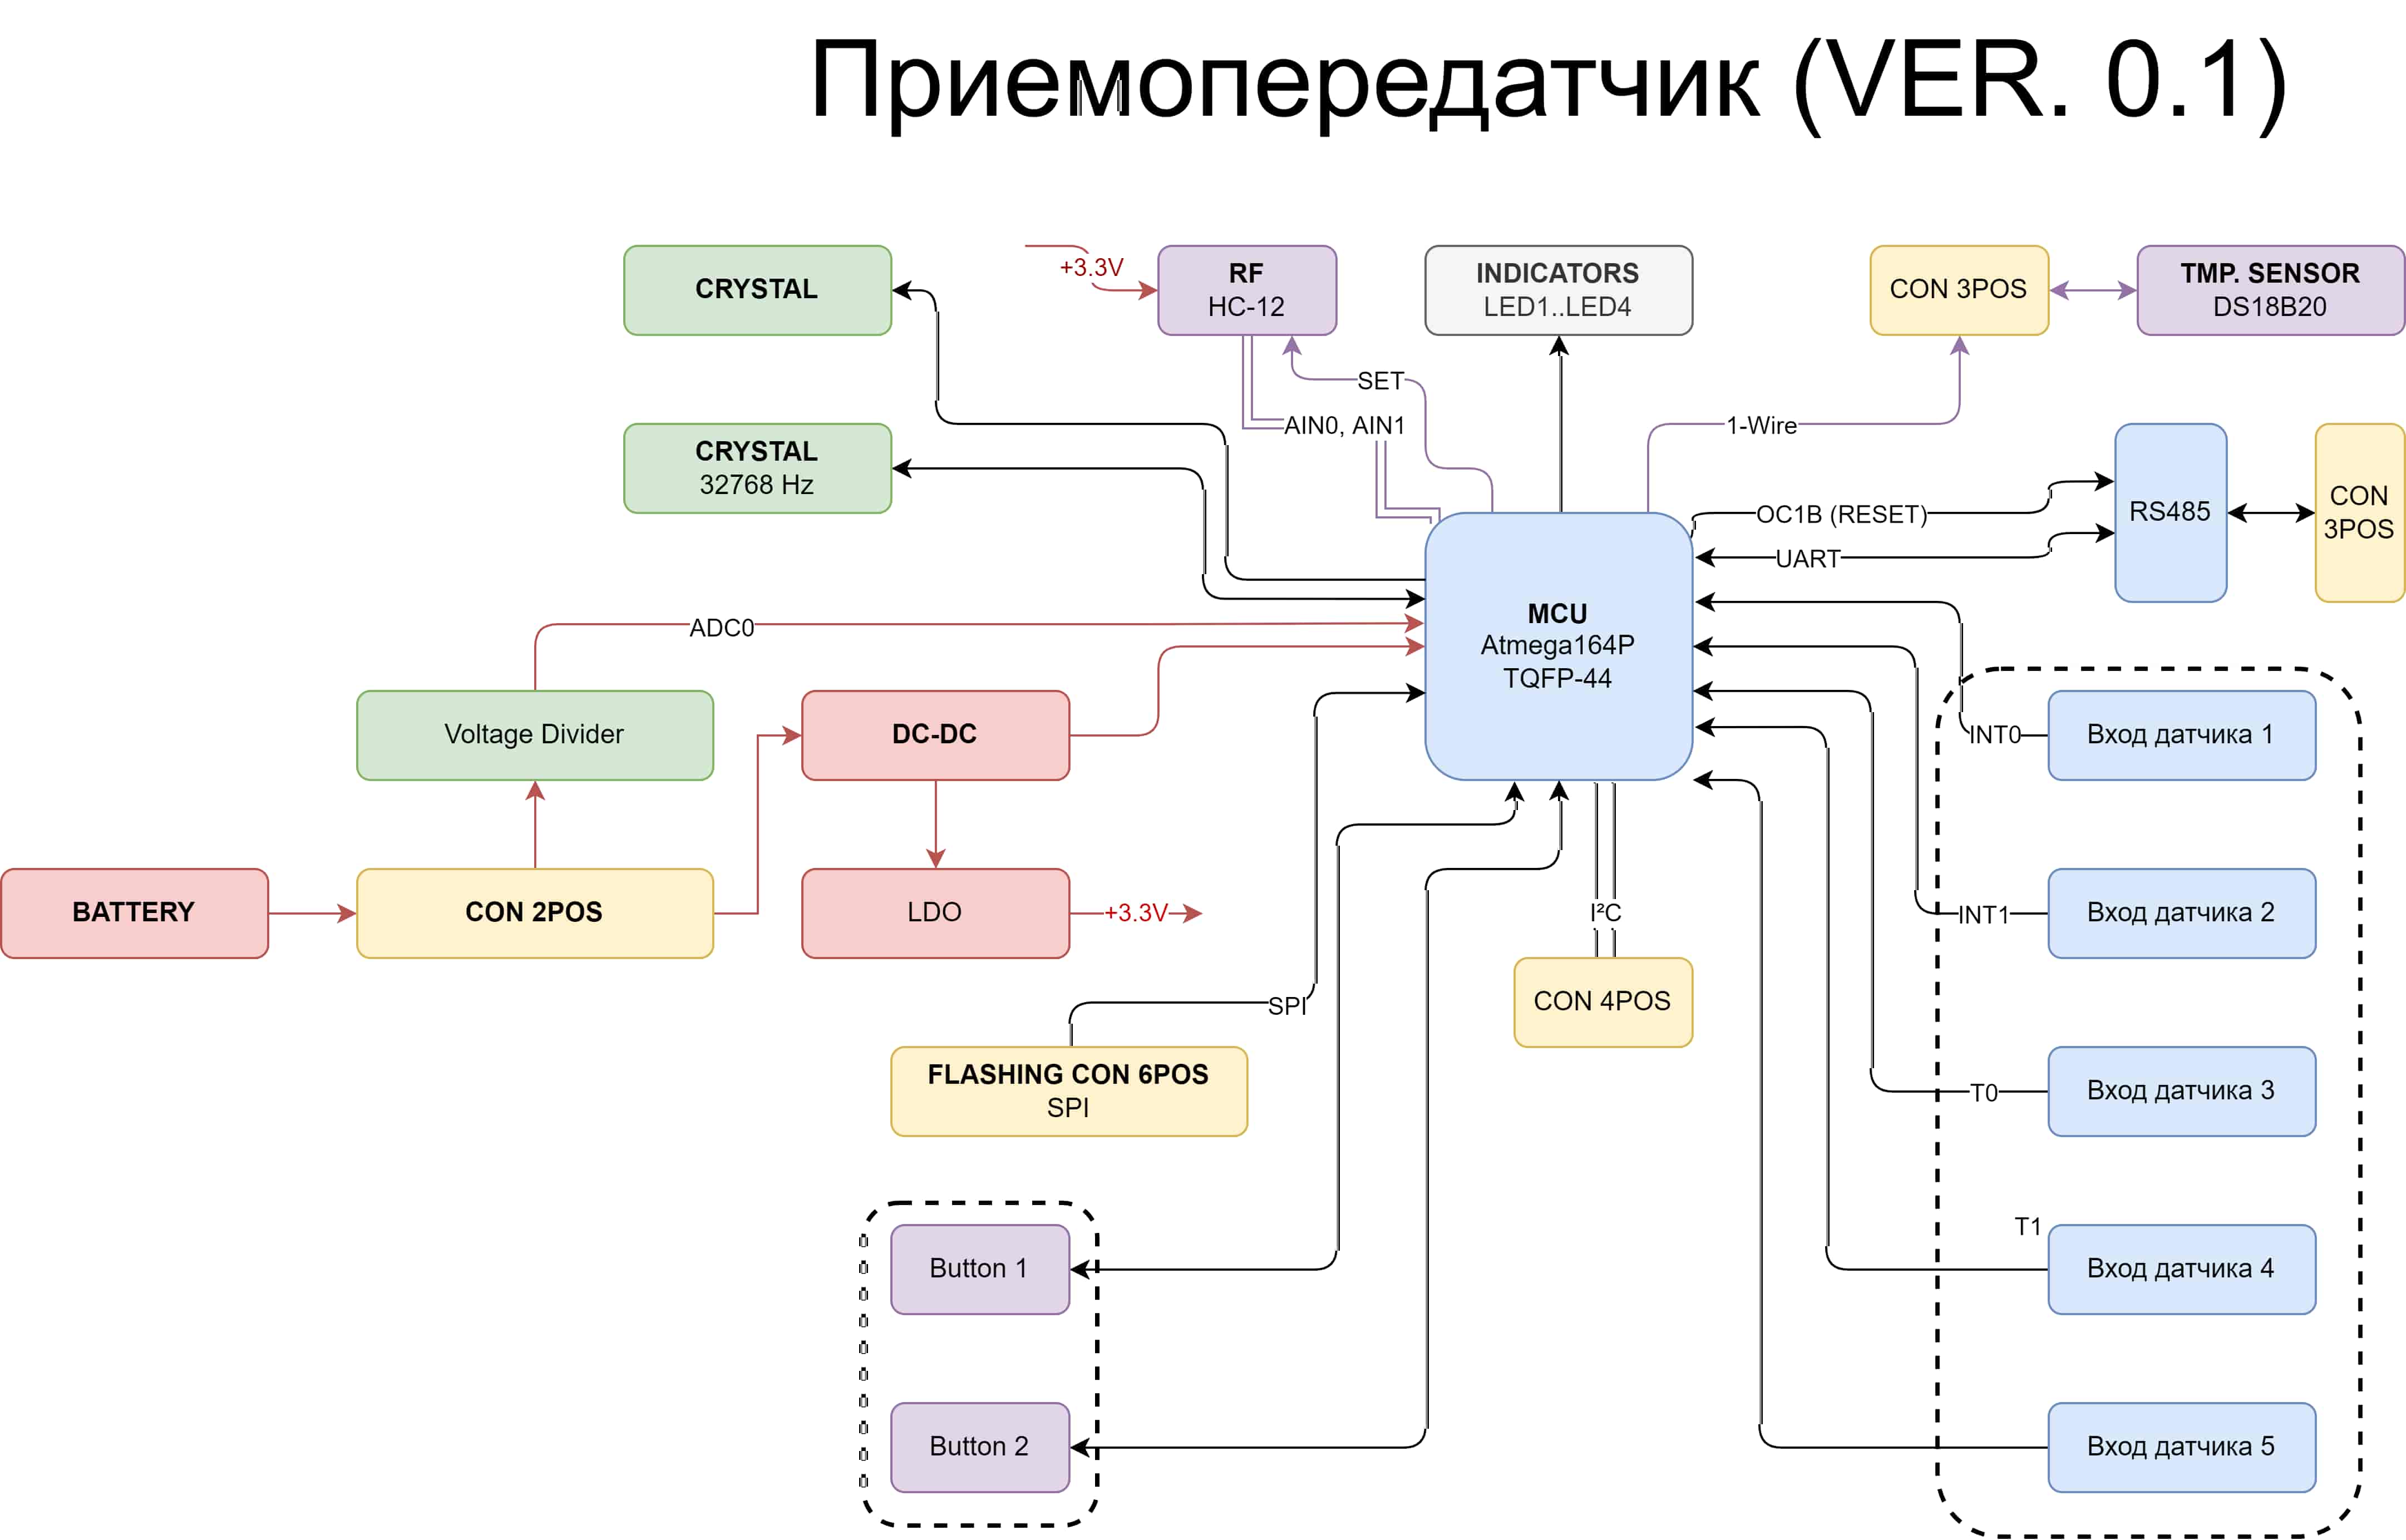 Приемопередатчик (VER. 0.1)
CRYSTAL
+3.3V
RF
HC-12
INDICATORS
LED1..LED4
CON 3POS
TMP. SENSOR
DS18B20
SET
AIN0, AIN1
1-Wire
CRYSTAL
32768 Hz
OC1B (RESET)
UART
RS485
CON
3POS
MCU
Atmega164P
TQFP-44
ADC0
Voltage Divider
DC-DC
INT0
Вход датчика 1
BATTERY
CON 2POS
LDO
+3.3V
I²C
INT1
Вход датчика 2
SPI
CON 4POS
FLASHING CON 6POS
SPI
T0
Вход датчика 3
T1
Button 1
Вход датчика 4
Button 2
Вход датчика 5